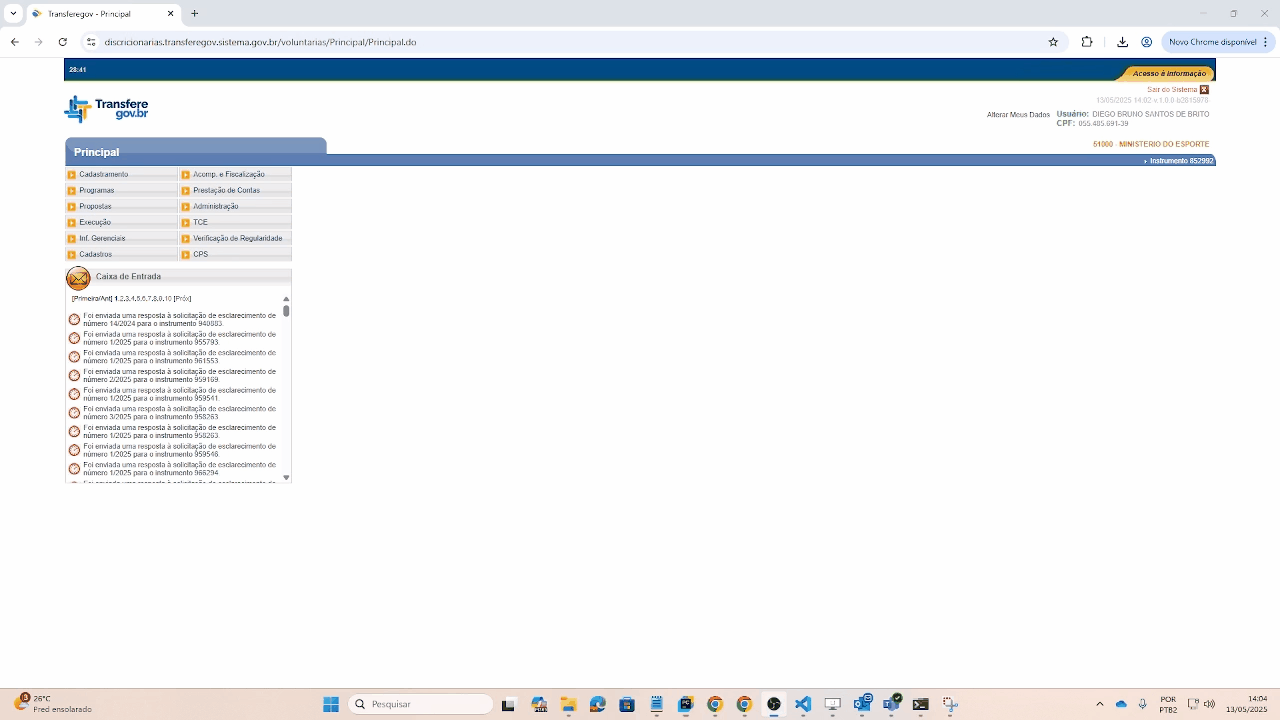 Transferegov - Principal
discricionarias.transferegov.sistema.gov.br/voluntarias/Principal/Principal.do
Novo Chrome disponível
28:41
Acesso à Informação
Sair do Sistema
Transfere
gov.br
Alterar Meus Dados
Usuário: DIEGO BRUNO SANTOS DE BRITO
CPF: 055.485.691-39
Principal
51000 - MINISTERIO DO ESPORTE
Instrumento 852992
Cadastramento
Acomp. e Fiscalização
Programas
Prestação de Contas
Propostas
Administração
Execução
TCE
Inf. Gerenciais
Verificação de Regularidade
Cadastros
CPS
Caixa de Entrada
[Primeira/Ant] 1,2,3,4,5,6,7,8,9,10 [Próx]
Foi enviada uma resposta à solicitação de esclarecimento de
número 14/2024 para o instrumento 940883.
Foi enviada uma resposta à solicitação de esclarecimento de
número 1/2025 para o instrumento 955793.
Foi enviada uma resposta à solicitação de esclarecimento de
número 1/2025 para o instrumento 961553.
Foi enviada uma resposta à solicitação de esclarecimento de
número 2/2025 para o instrumento 959169.
Foi enviada uma resposta à solicitação de esclarecimento de
número 1/2025 para o instrumento 959541.
Foi enviada uma resposta à solicitação de esclarecimento de
número 3/2025 para o instrumento 958263.
Foi enviada uma resposta à solicitação de esclarecimento de
número 1/2025 para o instrumento 958263.
Foi enviada uma resposta à solicitação de esclarecimento de
número 1/2025 para o instrumento 959546.
Foi enviada uma resposta à solicitação de esclarecimento de
número 1/2025 para o instrumento 966294.
26°C
Pred ensolarado
Pesquisar
POR
PTB2
14:04
13/05/2025